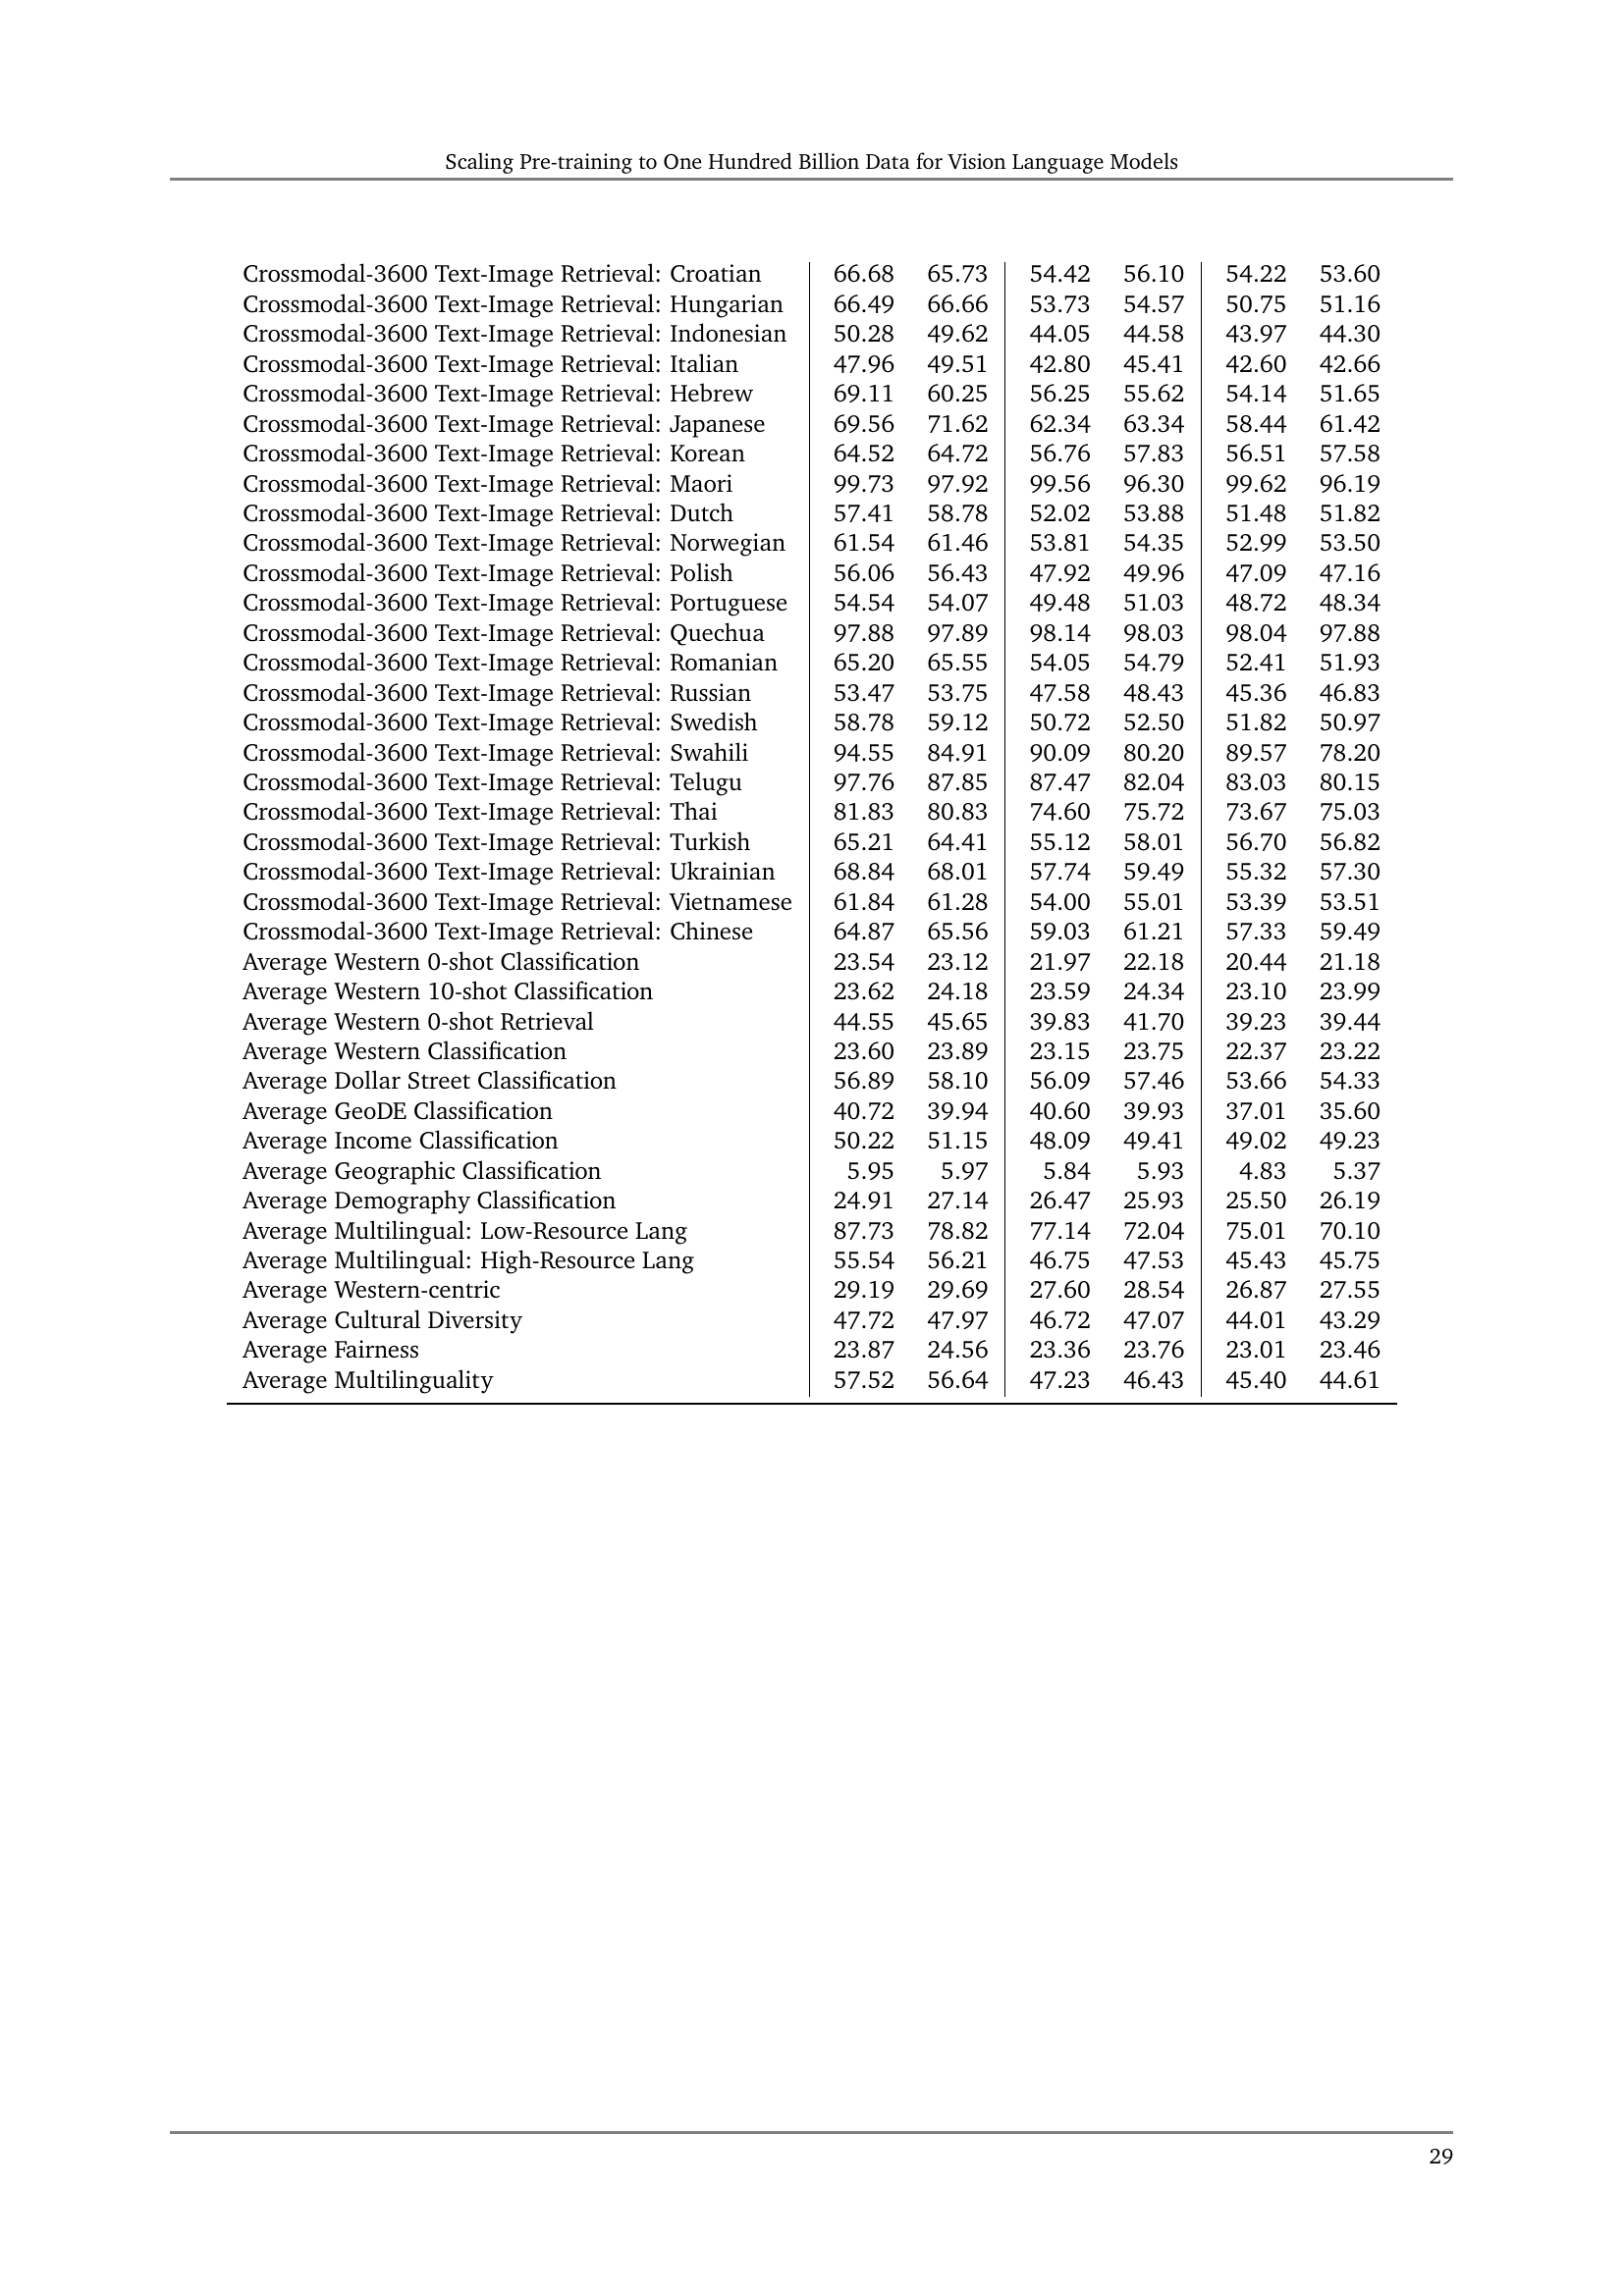 Scaling Pre-training to One Hundred Billion Data for Vision Language Models
Crossmodal-3600 Text-Image Retrieval: Croatian 66.68 65.73 54.42 56.10 54.22 53.60
Crossmodal-3600 Text-Image Retrieval: Hungarian 66.49 66.66 53.73 54.57 50.75 51.16
Crossmodal-3600 Text-Image Retrieval: Indonesian 50.28 49.62 44.05 44.58 43.97 44.30
Crossmodal-3600 Text-Image Retrieval: Italian 47.96 49.51 42.80 45.41 42.60 42.66
Crossmodal-3600 Text-Image Retrieval: Hebrew 69.11 60.25 56.25 55.62 54.14 51.65
Crossmodal-3600 Text-Image Retrieval: Japanese 69.56 71.62 62.34 63.34 58.44 61.42
Crossmodal-3600 Text-Image Retrieval: Korean 64.52 64.72 56.76 57.83 56.51 57.58
Crossmodal-3600 Text-Image Retrieval: Maori 99.73 97.92 99.56 96.30 99.62 96.19
Crossmodal-3600 Text-Image Retrieval: Dutch 57.41 58.78 52.02 53.88 51.48 51.82
Crossmodal-3600 Text-Image Retrieval: Norwegian 61.54 61.46 53.81 54.35 52.99 53.50
Crossmodal-3600 Text-Image Retrieval: Polish 56.06 56.43 47.92 49.96 47.09 47.16
Crossmodal-3600 Text-Image Retrieval: Portuguese 54.54 54.07 49.48 51.03 48.72 48.34
Crossmodal-3600 Text-Image Retrieval: Quechua 97.88 97.89 98.14 98.03 98.04 97.88
Crossmodal-3600 Text-Image Retrieval: Romanian 65.20 65.55 54.05 54.79 52.41 51.93
Crossmodal-3600 Text-Image Retrieval: Russian 53.47 53.75 47.58 48.43 45.36 46.83
Crossmodal-3600 Text-Image Retrieval: Swedish 58.78 59.12 50.72 52.50 51.82 50.97
Crossmodal-3600 Text-Image Retrieval: Swahili 94.55 84.91 90.09 80.20 89.57 78.20
Crossmodal-3600 Text-Image Retrieval: Telugu 97.76 87.85 87.47 82.04 83.03 80.15
Crossmodal-3600 Text-Image Retrieval: Thai 81.83 80.83 74.60 75.72 73.67 75.03
Crossmodal-3600 Text-Image Retrieval: Turkish 65.21 64.41 55.12 58.01 56.70 56.82
Crossmodal-3600 Text-Image Retrieval: Ukrainian 68.84 68.01 57.74 59.49 55.32 57.30
Crossmodal-3600 Text-Image Retrieval: Vietnamese 61.84 61.28 54.00 55.01 53.39 53.51
Crossmodal-3600 Text-Image Retrieval: Chinese 64.87 65.56 59.03 61.21 57.33 59.49
Average Western 0-shot Classification 23.54 23.12 21.97 22.18 20.44 21.18
Average Western 10-shot Classification 23.62 24.18 23.59 24.34 23.10 23.99
Average Western 0-shot Retrieval 44.55 45.65 39.83 41.70 39.23 39.44
Average Western Classification 23.60 23.89 23.15 23.75 22.37 23.22
Average Dollar Street Classification 56.89 58.10 56.09 57.46 53.66 54.33
Average GeoDE Classification 40.72 39.94 40.60 39.93 37.01 35.60
Average Income Classification 50.22 51.15 48.09 49.41 49.02 49.23
Average Geographic Classification 5.95 5.97 5.84 5.93 4.83 5.37
Average Demography Classification 24.91 27.14 26.47 25.93 25.50 26.19
Average Multilingual: Low-Resource Lang 87.73 78.82 77.14 72.04 75.01 70.10
Average Multilingual: High-Resource Lang 55.54 56.21 46.75 47.53 45.43 45.75
Average Western-centric 29.19 29.69 27.60 28.54 26.87 27.55
Average Cultural Diversity 47.72 47.97 46.72 47.07 44.01 43.29
Average Fairness 23.87 24.56 23.36 23.76 23.01 23.46
Average Multilinguality 57.52 56.64 47.23 46.43 45.40 44.61
29